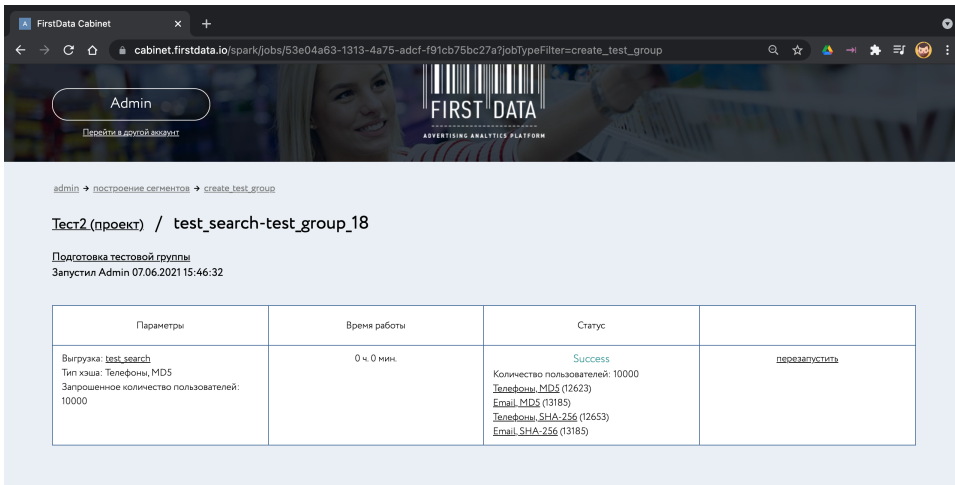 A FirstData Cabinet
cabinet.firstdata.io/spark/jobs/53e04a63-1313-4a75-adcf-f91cb75bc27a?jobTypeFilter=create_test_group
Admin
Перейти в другой аккаунт
FIRST DATA
ADVERTISING ANALYTICS PLATFORM
admin → построение сегментов → create_test_group
Тест2 (проект) / test_search-test_group_18
Подготовка тестовой группы
Запустил Admin 07.06.2021 15:46:32
Параметры Время работы Статус
Выгрузка: test_search 0 ч. 0 мин. Success перезапустить
Тип хэша: Телефоны, MD5 Количество пользователей: 10000
Запрошенное количество пользователей: Телефоны, MD5 (12623)
10000 Email, MD5 (13185)
Телефоны, SHA-256 (12653)
Email, SHA-256 (13185)